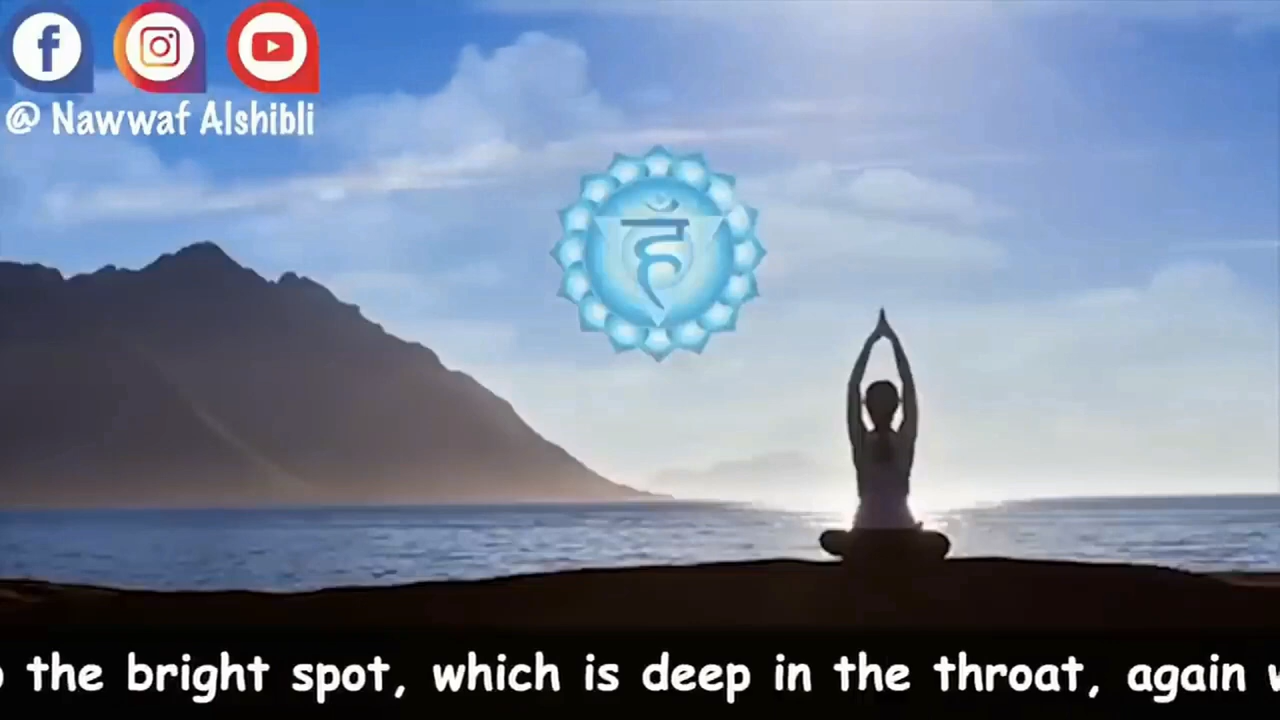 @ Nawwaf Alshibli
हँ
the bright spot, which is deep in the throat, again